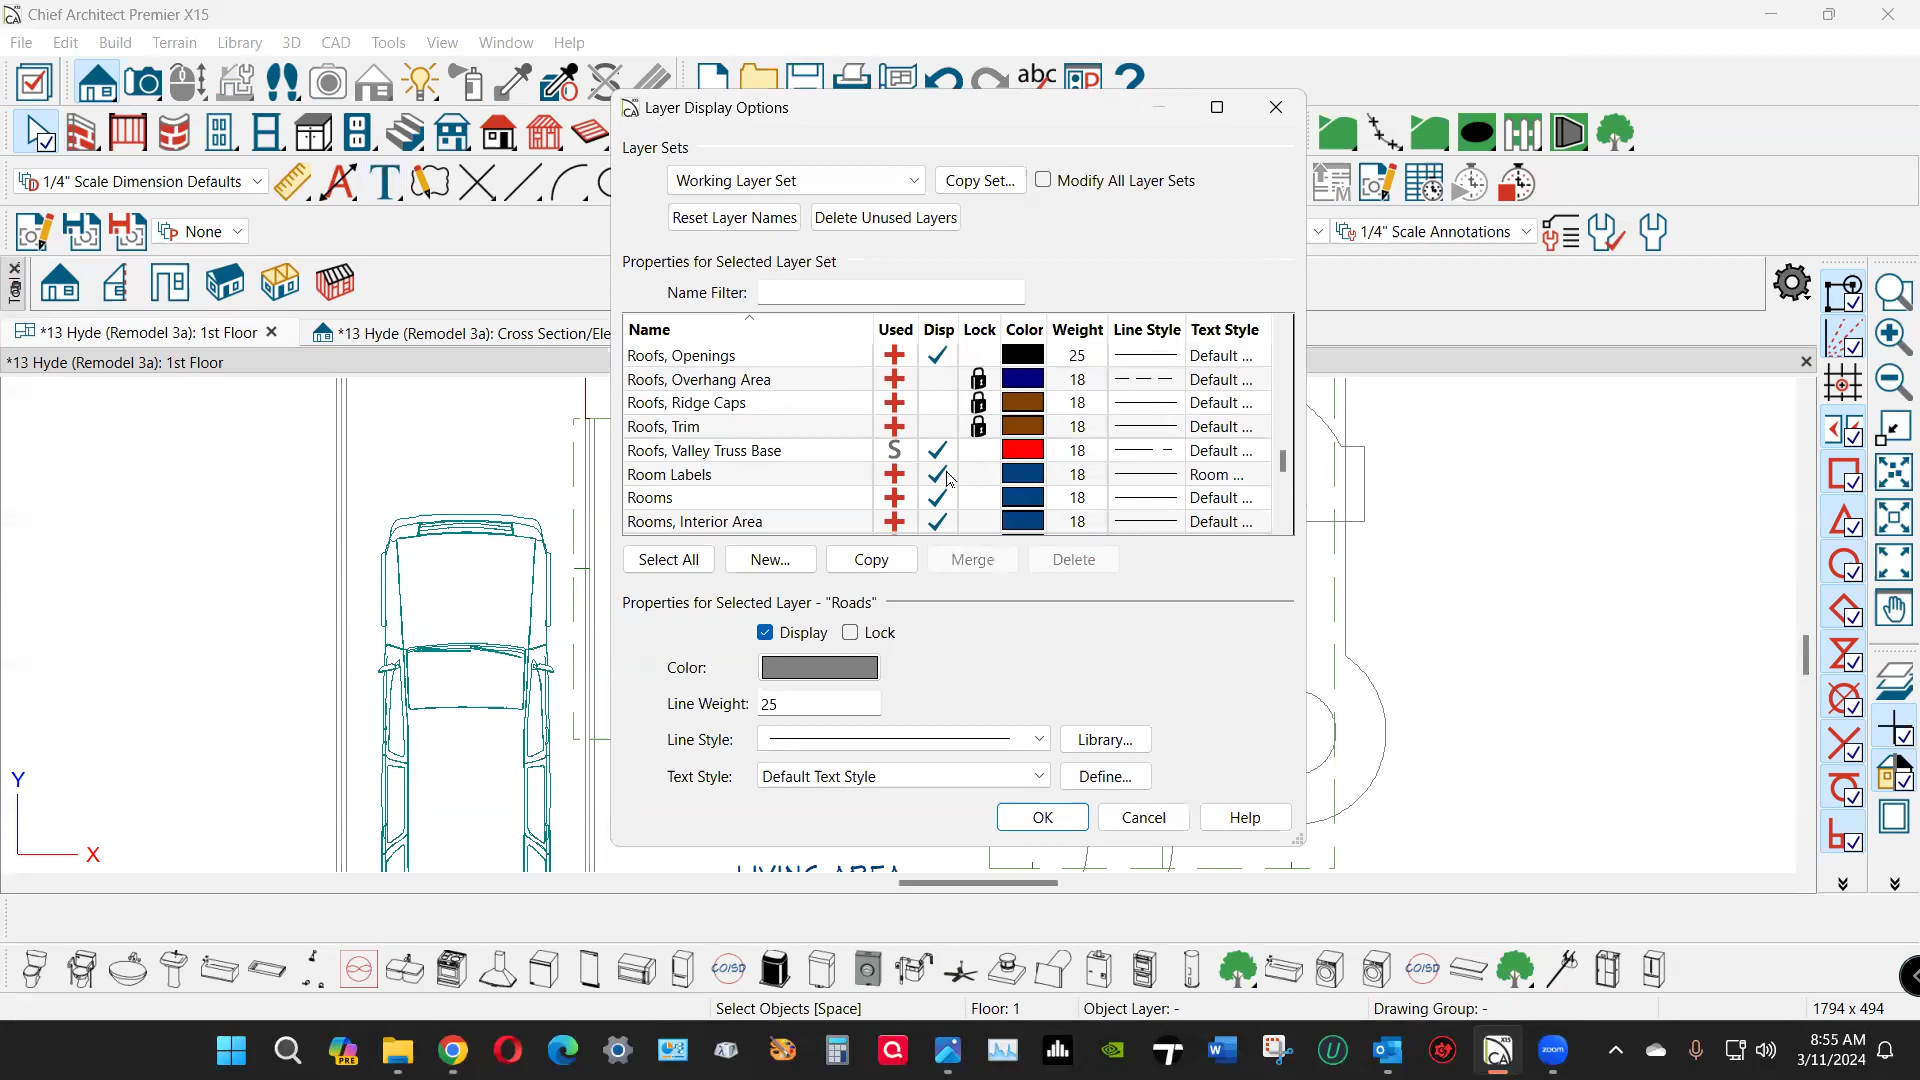 Chief Architect Premier X15
File Edit Build Terrain Library 3D CAD Tools View Window Help
abc
Layer Display Options
Layer Sets
Working Layer Set
Copy Set...
Modify All Layer Sets
Reset Layer Names
Delete Unused Layers
1/4" Scale Dimension Defaults
None
1/4" Scale Annotations
Properties for Selected Layer Set
Name Filter:
*13 Hyde (Remodel 3a): 1st Floor
*13 Hyde (Remodel 3a): Cross Section/Ele
*13 Hyde (Remodel 3a): 1st Floor
Name Used Disp Lock Color Weight Line Style Text Style
Roofs, Openings 25 Default ...
Roofs, Overhang Area 18 Default ...
Roofs, Ridge Caps 18 Default ...
Roofs, Trim 18 Default ...
Roofs, Valley Truss Base S 18 Default ...
Room Labels 18 Room ...
Rooms 18 Default ...
Rooms, Interior Area 18 Default ...
Select All New... Copy Merge Delete
Properties for Selected Layer - "Roads"
Display Lock
Color:
Line Weight: 25
Line Style: Library...
Text Style: Default Text Style Define...
OK Cancel Help
Y
X
LIVING AREA
CO/SD
CO/SD
Select Objects [Space] Floor: 1 Object Layer: - Drawing Group: - 1794 x 494
8:55 AM
3/11/2024